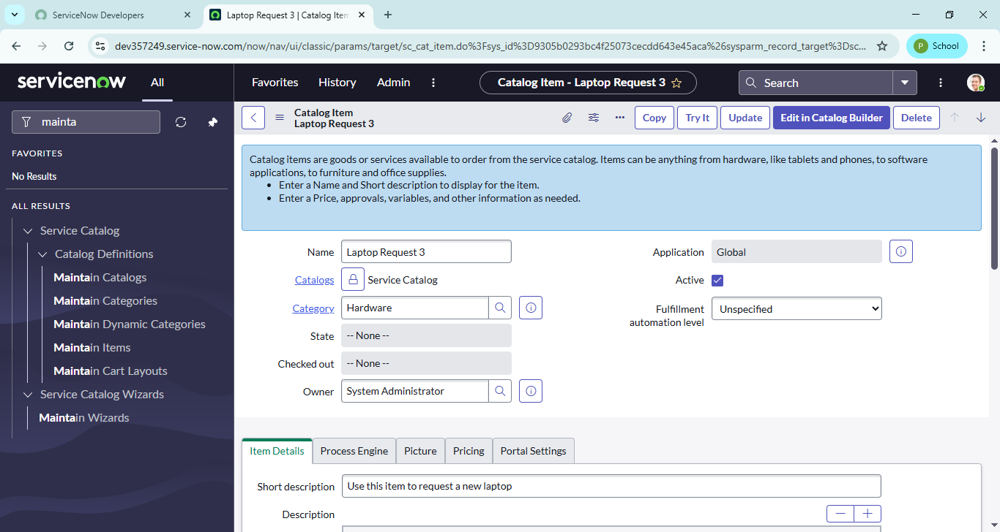 ServiceNow Developers
Laptop Request 3 | Catalog Item
dev357249.service-now.com/now/nav/ui/classic/params/target/sc_cat_item.do%3Fsys_id%3D9305b0293bc4f25073cecdd643e45aca%26sysparm_record_target%3Dsc...
P School
servicenow All Favorites History Admin Catalog Item - Laptop Request 3 Search
mainta
FAVORITES
No Results
ALL RESULTS
Service Catalog
Catalog Definitions
Maintain Catalogs
Maintain Categories
Maintain Dynamic Categories
Maintain Items
Maintain Cart Layouts
Service Catalog Wizards
Maintain Wizards
Catalog Item
Laptop Request 3
Copy Try It Update Edit in Catalog Builder Delete
Catalog items are goods or services available to order from the service catalog. Items can be anything from hardware, like tablets and phones, to software
applications, to furniture and office supplies.
• Enter a Name and Short description to display for the item.
• Enter a Price, approvals, variables, and other information as needed.
Name Laptop Request 3
Catalogs Service Catalog
Category Hardware
State -- None --
Checked out -- None --
Owner System Administrator
Application Global
Active
Fulfillment
automation level Unspecified
Item Details Process Engine Picture Pricing Portal Settings
Short description Use this item to request a new laptop
Description